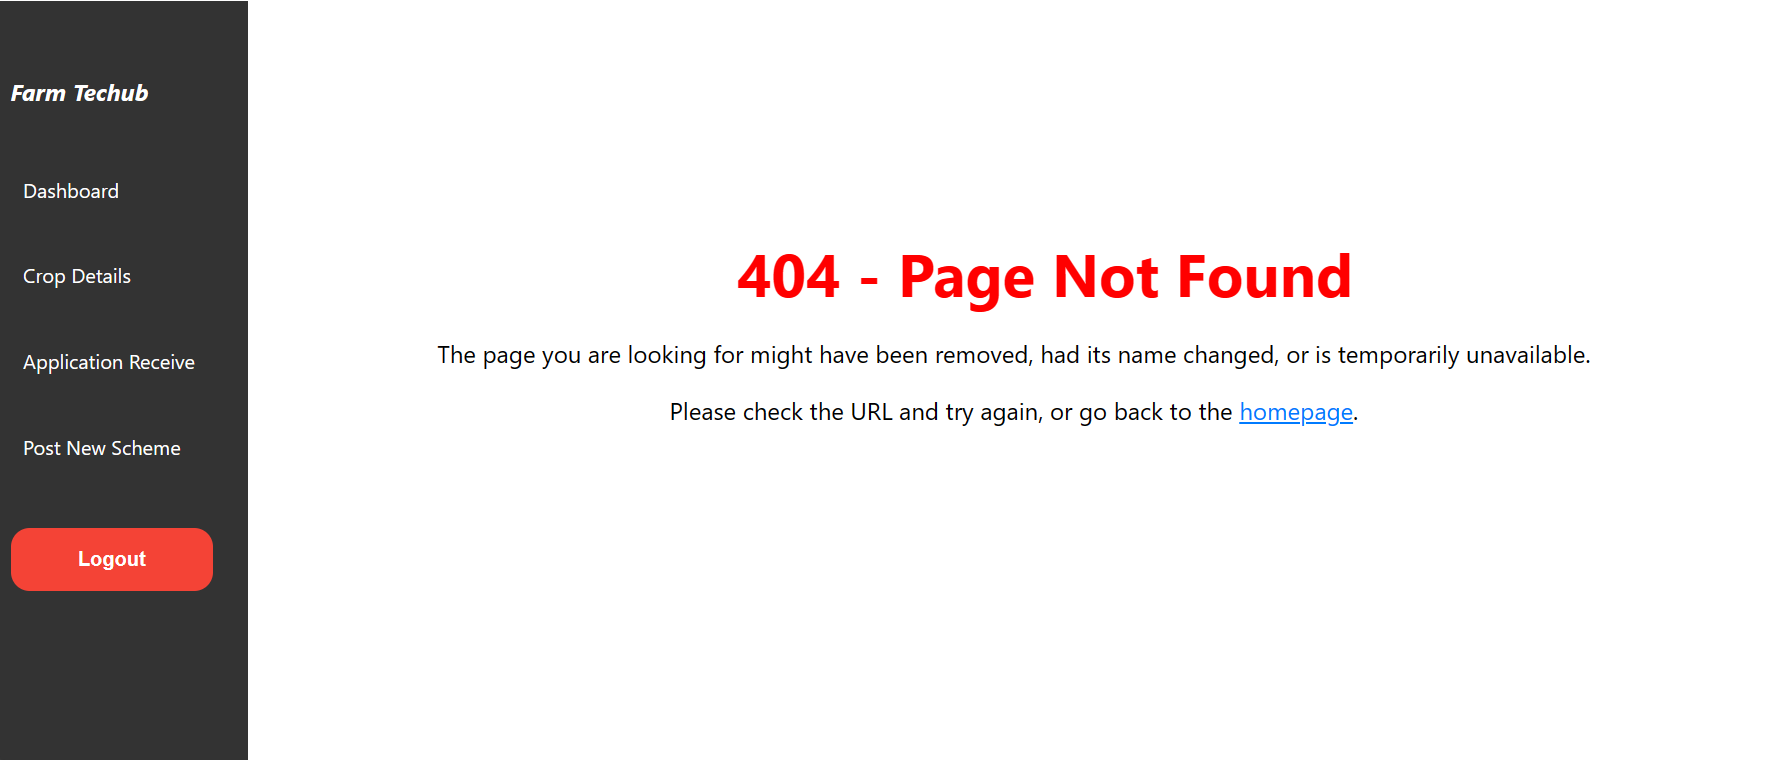 Farm Techub
Dashboard
Crop Details
Application Receive
Post New Scheme
Logout
404 - Page Not Found
The page you are looking for might have been removed, had its name changed, or is temporarily unavailable.
Please check the URL and try again, or go back to the homepage.